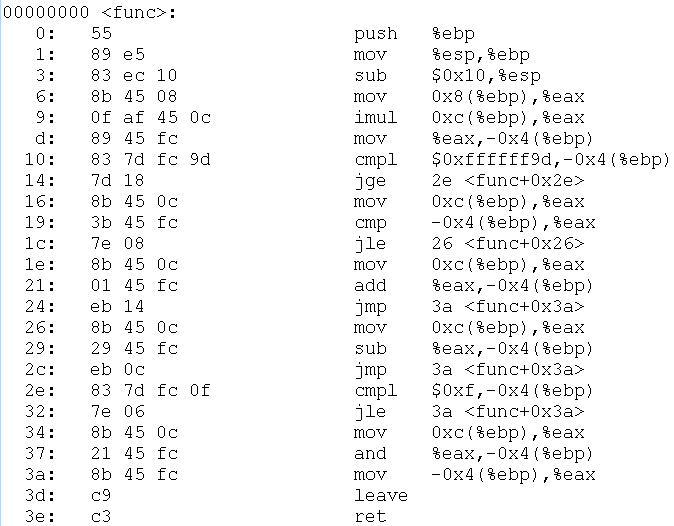 00000000 <func>:
0: 55 push %ebp
1: 89 e5 mov %esp,%ebp
3: 83 ec 10 sub $0x10,%esp
6: 8b 45 08 mov 0x8(%ebp),%eax
9: 0f af 45 0c imul 0xc(%ebp),%eax
d: 89 45 fc mov %eax,-0x4(%ebp)
10: 83 7d fc 9d cmpl $0xffffff9d,-0x4(%ebp)
14: 7d 18 jge 2e <func+0x2e>
16: 8b 45 0c mov 0xc(%ebp),%eax
19: 3b 45 fc cmp -0x4(%ebp),%eax
1c: 7e 08 jle 26 <func+0x26>
1e: 8b 45 0c mov 0xc(%ebp),%eax
21: 01 45 fc add %eax,-0x4(%ebp)
24: eb 14 jmp 3a <func+0x3a>
26: 8b 45 0c mov 0xc(%ebp),%eax
29: 29 45 fc sub %eax,-0x4(%ebp)
2c: eb 0c jmp 3a <func+0x3a>
2e: 83 7d fc 0f cmpl $0xf,-0x4(%ebp)
32: 7e 06 jle 3a <func+0x3a>
34: 8b 45 0c mov 0xc(%ebp),%eax
37: 21 45 fc and %eax,-0x4(%ebp)
3a: 8b 45 fc mov -0x4(%ebp),%eax
3d: c9 leave
3e: c3 ret